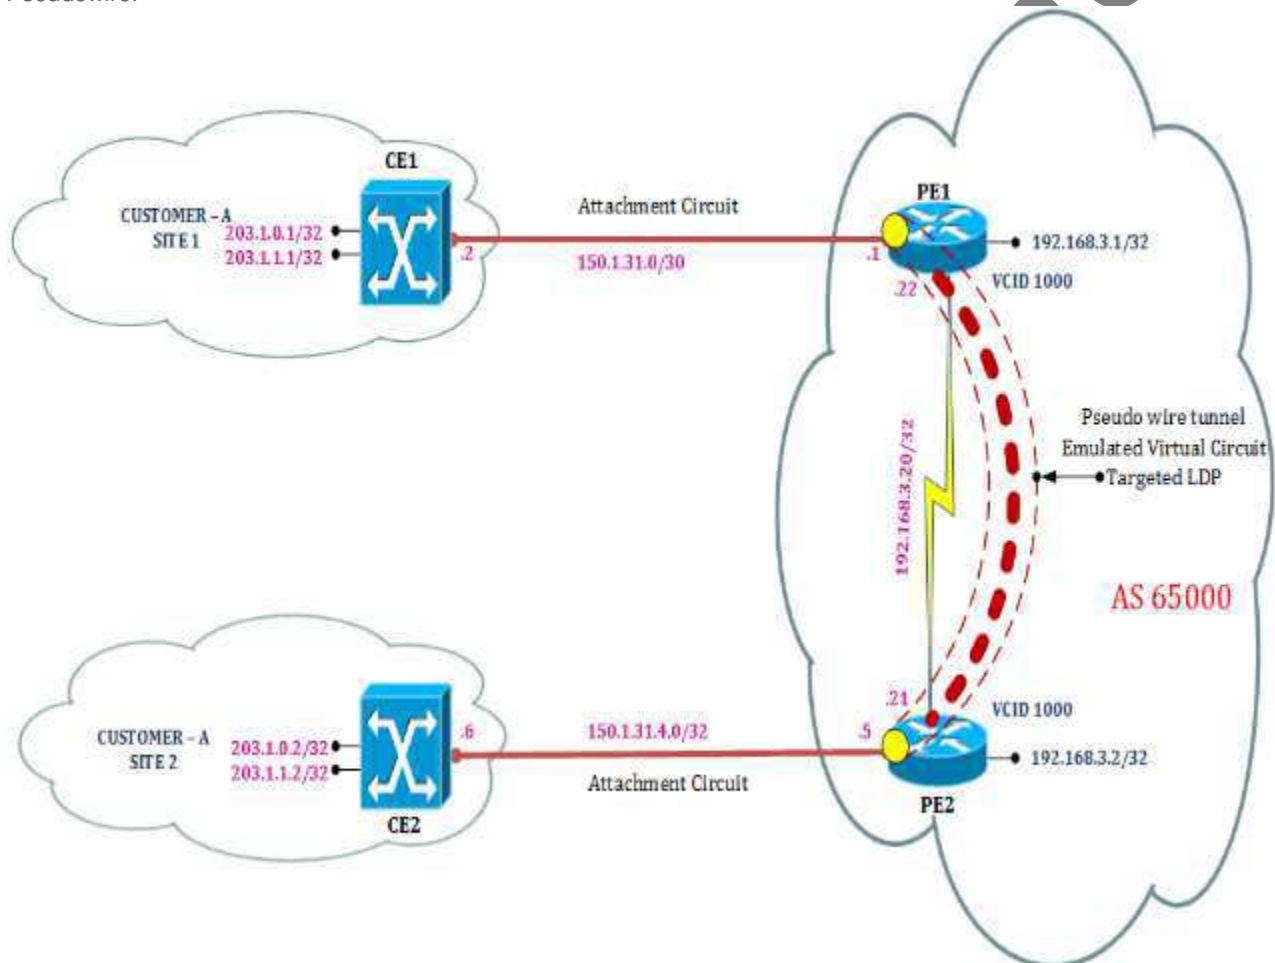 Pseudowire.
CE1
CUSTOMER – A
SITE 1
203.1.0.1/32
203.1.1.1/32
.2
Attachment Circuit
150.1.31.0/30
.1
PE1
192.168.3.1/32
VCID 1000
.22
192.168.3.20/32
Pseudo wire tunnel
Emulated Virtual Circuit
Targeted LDP
AS 65000
.21
VCID 1000
CUSTOMER – A
SITE 2
203.1.0.2/32
203.1.1.2/32
.6
150.1.31.4.0/32
.5
Attachment Circuit
192.168.3.2/32
PE2
CE2